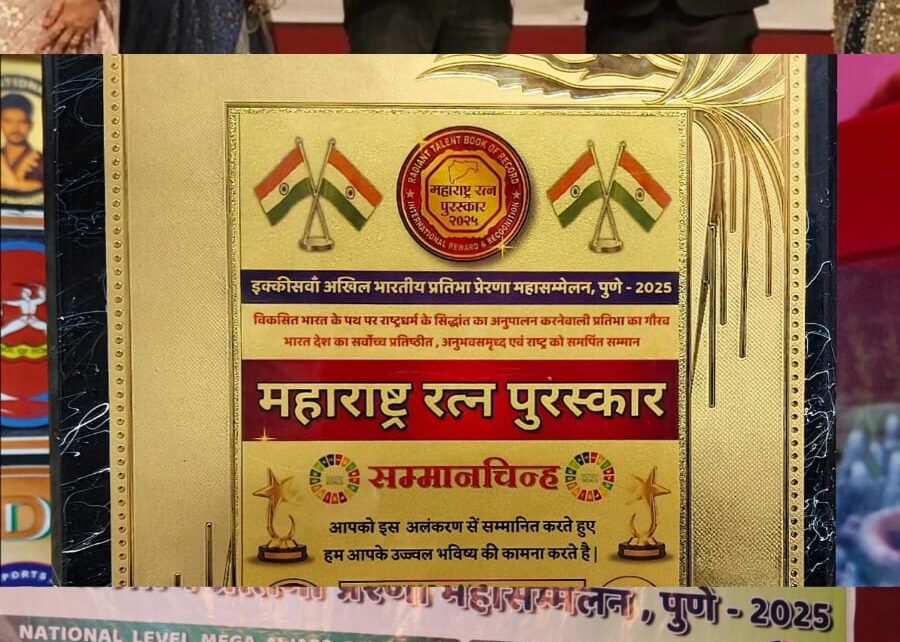 RADIANT TALENT BOOK OF RECORD
महाराष्ट्र रत्न
पुरस्कार
२०२५
INTERNATIONAL REWARD & RECOGNITION
इक्कीसवाँ अखिल भारतीय प्रतिभा प्रेरणा महासम्मेलन, पुणे - 2025
विकसित भारत के पथ पर राष्ट्रधर्म के सिद्धांत का अनुपालन करनेवाली प्रतिभा का गौरव
भारत देश का सर्वोच्च प्रतिष्ठीत , अनुभवसमृध्द एवं राष्ट्र को समर्पित सम्मान
महाराष्ट्र रत्न पुरस्कार
सम्मानचिन्ह
आपको इस अलंकरण सें सम्मानित करते हुए
हम आपके उज्वल भविष्य की कामना करते है |
D
PORTS
प्रेरणा महासम्मेलन , पुणे - 2025
NATIONAL LEVEL MEGA AWARD